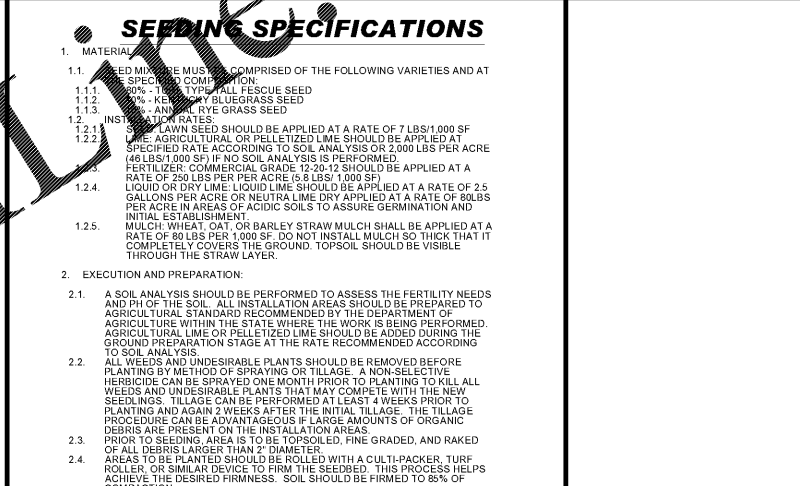 SEEDING SPECIFICATIONS
1. MATERIAL
1.1. SEED MIXTURE MUST BE COMPRISED OF THE FOLLOWING VARIETIES AND AT
THE SPECIFIED COMPOSITION:
1.1.1. 80% - TURF TYPE TALL FESCUE SEED
1.1.2. - KENTUCKY BLUEGRASS SEED
1.1.3. - ANNUAL RYE GRASS SEED
1.2. INSTALLATION RATES:
1.2.1. SEED: LAWN SEED SHOULD BE APPLIED AT A RATE OF 7 LBS/1,000 SF
1.2.2. LIME: AGRICULTURAL OR PELLETIZED LIME SHOULD BE APPLIED AT
SPECIFIED RATE ACCORDING TO SOIL ANALYSIS OR 2,000 LBS PER ACRE
(46 LBS/1,000 SF) IF NO SOIL ANALYSIS IS PERFORMED.
1.2.3. FERTILIZER: COMMERCIAL GRADE 12-20-12 SHOULD BE APPLIED AT A
RATE OF 250 LBS PER PER ACRE (5.8 LBS/ 1,000 SF)
1.2.4. LIQUID OR DRY LIME: LIQUID LIME SHOULD BE APPLIED AT A RATE OF 2.5
GALLONS PER ACRE OR NEUTRA LIME DRY APPLIED AT A RATE OF 80LBS
PER ACRE IN AREAS OF ACIDIC SOILS TO ASSURE GERMINATION AND
INITIAL ESTABLISHMENT.
1.2.5. MULCH: WHEAT, OAT, OR BARLEY STRAW MULCH SHALL BE APPLIED AT A
RATE OF 80 LBS PER 1,000 SF. DO NOT INSTALL MULCH SO THICK THAT IT
COMPLETELY COVERS THE GROUND. TOPSOIL SHOULD BE VISIBLE
THROUGH THE STRAW LAYER.
2. EXECUTION AND PREPARATION:
2.1. A SOIL ANALYSIS SHOULD BE PERFORMED TO ASSESS THE FERTILITY NEEDS
AND PH OF THE SOIL. ALL INSTALLATION AREAS SHOULD BE PREPARED TO
AGRICULTURAL STANDARD RECOMMENDED BY THE DEPARTMENT OF
AGRICULTURE WITHIN THE STATE WHERE THE WORK IS BEING PERFORMED.
AGRICULTURAL LIME OR PELLETIZED LIME SHOULD BE ADDED DURING THE
GROUND PREPARATION STAGE AT THE RATE RECOMMENDED ACCORDING
TO SOIL ANALYSIS.
2.2. ALL WEEDS AND UNDESIRABLE PLANTS SHOULD BE REMOVED BEFORE
PLANTING BY METHOD OF SPRAYING OR TILLAGE. A NON-SELECTIVE
HERBICIDE CAN BE SPRAYED ONE MONTH PRIOR TO PLANTING TO KILL ALL
WEEDS AND UNDESIRABLE PLANTS THAT MAY COMPETE WITH THE NEW
SEEDLINGS. TILLAGE CAN BE PERFORMED AT LEAST 4 WEEKS PRIOR TO
PLANTING AND AGAIN 2 WEEKS AFTER THE INITIAL TILLAGE. THE TILLAGE
PROCEDURE CAN BE ADVANTAGEOUS IF LARGE AMOUNTS OF ORGANIC
DEBRIS ARE PRESENT ON THE INSTALLATION AREAS.
2.3. PRIOR TO SEEDING, AREA IS TO BE TOPSOILED, FINE GRADED, AND RAKED
OF ALL DEBRIS LARGER THAN 2" DIAMETER.
2.4. AREAS TO BE PLANTED SHOULD BE ROLLED WITH A CULTI-PACKER, TURF
ROLLER, OR SIMILAR DEVICE TO FIRM THE SEEDBED. THIS PROCESS HELPS
ACHIEVE THE DESIRED FIRMNESS. SOIL SHOULD BE FIRMED TO 85% OF
Line.